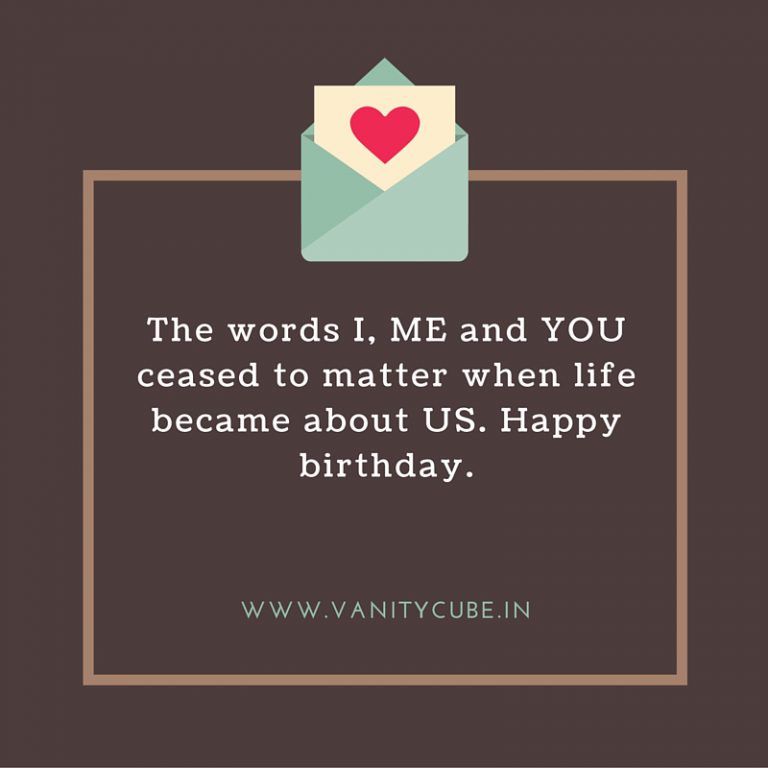 The words I, ME and YOU
ceased to matter when life
became about US. Happy
birthday.
WWW.VANITYCUBE.IN